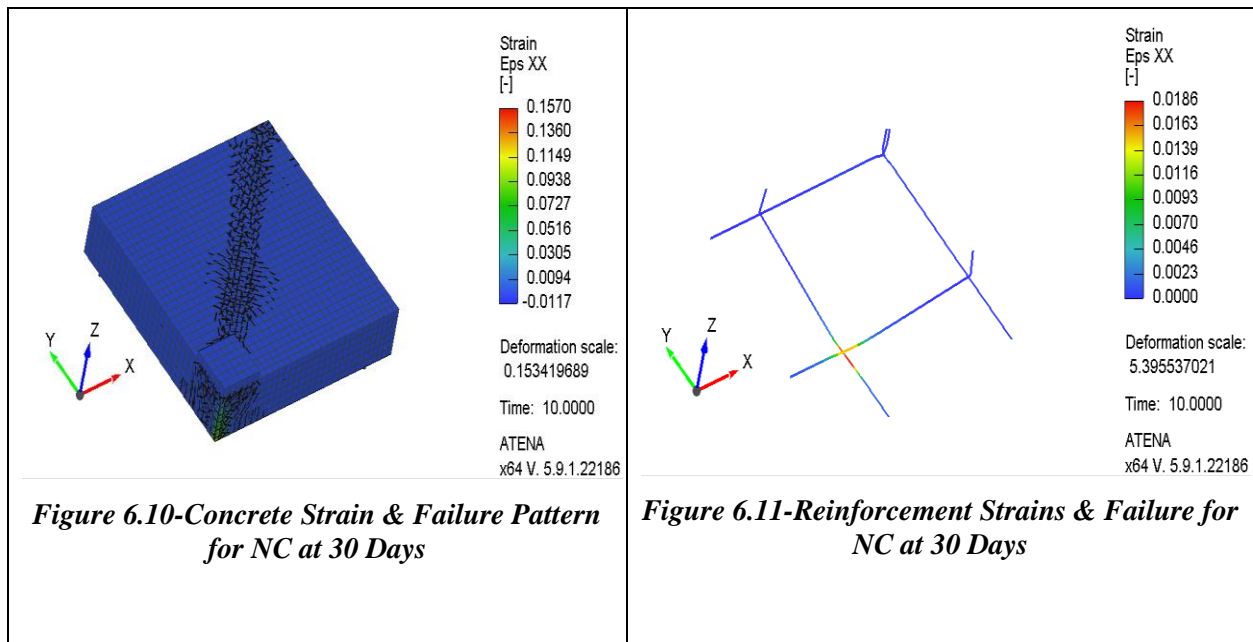 Strain
Eps XX
[-]
0.1570
0.1360
0.1149
0.0938
0.0727
0.0516
0.0305
0.0094
-0.0117
Y
Z
X
Deformation scale:
0.153419689
Time: 10.0000
ATENA
x64 V. 5.9.1.22186
Figure 6.10-Concrete Strain & Failure Pattern
for NC at 30 Days
Strain
Eps XX
[-]
0.0186
0.0163
0.0139
0.0116
0.0093
0.0070
0.0046
0.0023
0.0000
Y
Z
X
Deformation scale:
5.395537021
Time: 10.0000
ATENA
x64 V. 5.9.1.22186
Figure 6.11-Reinforcement Strains & Failure for
NC at 30 Days